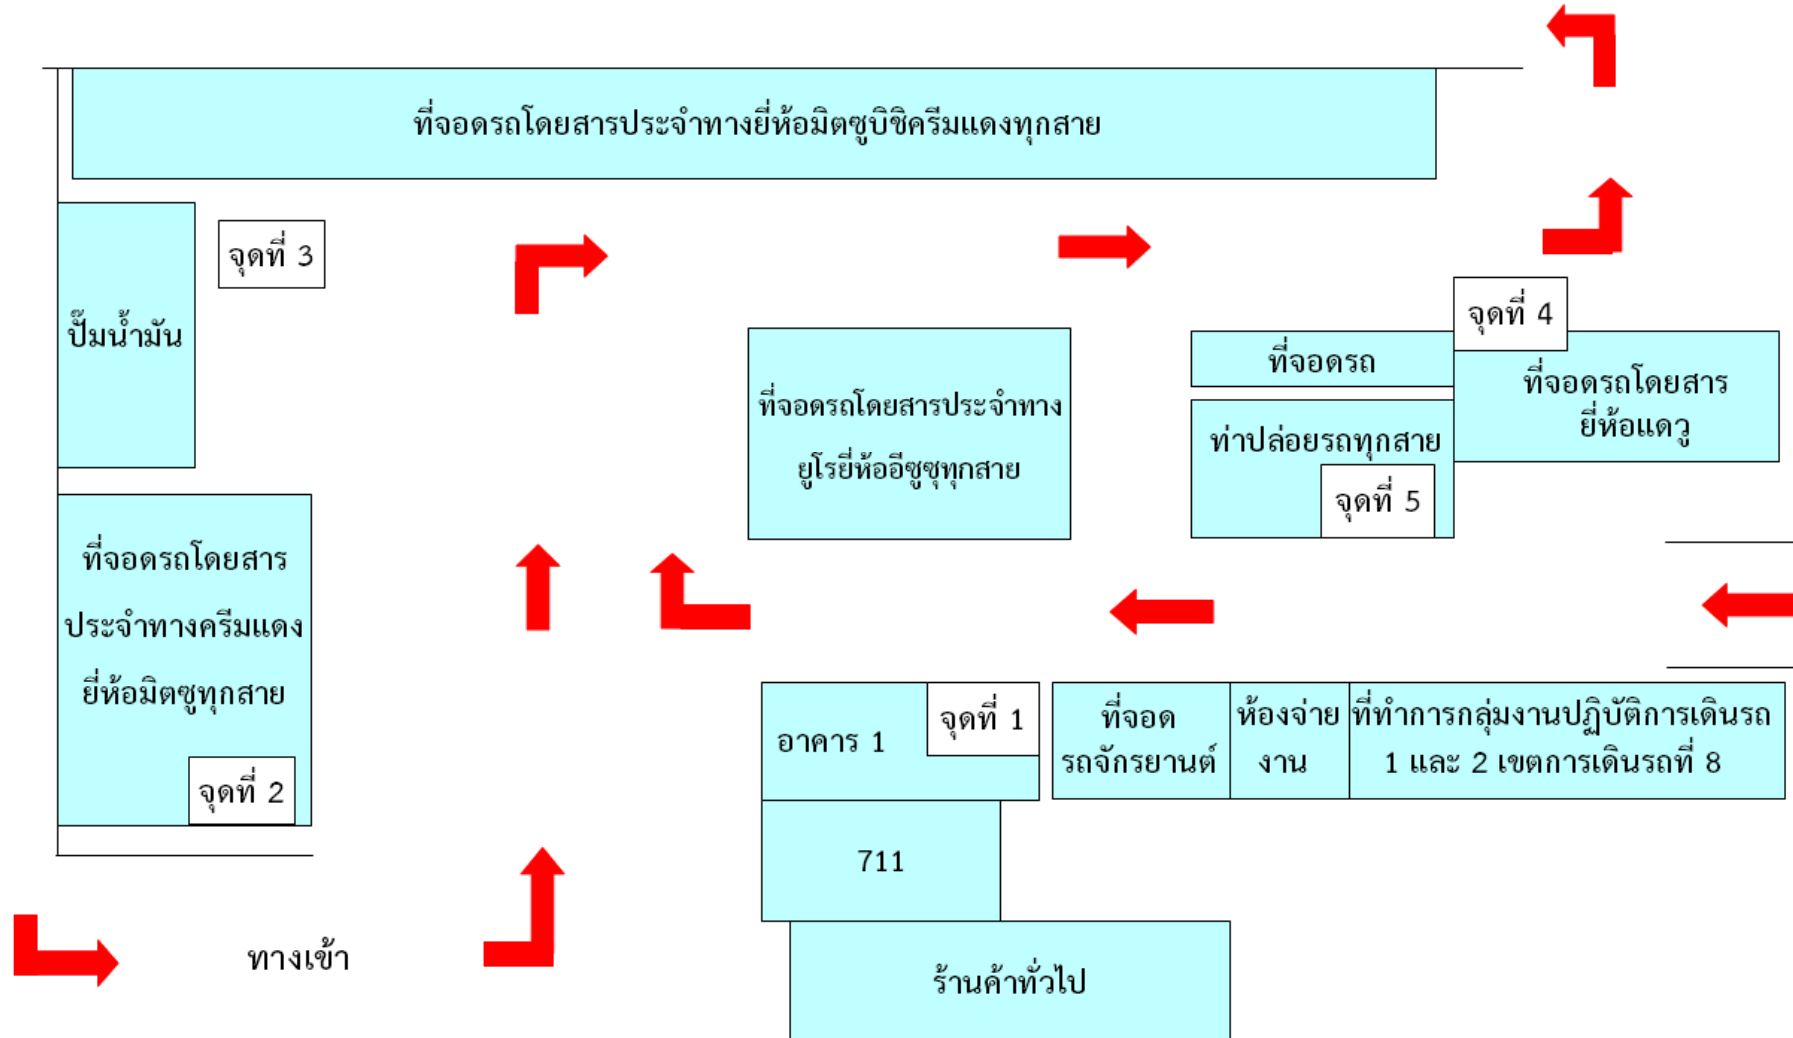 ที่จอดรถโดยสารประจำทางยี่ห้อมิตซูบิชิครีมแดงทุกสาย
จุดที่ 3
ปั๊มน้ำมัน
จุดที่ 4
ที่จอดรถ
ที่จอดรถโดยสาร
ยี่ห้อแดวู
ที่จอดรถโดยสารประจำทาง
ยูโรยี่ห้ออีซูซุทุกสาย
ท่าปล่อยรถทุกสาย
จุดที่ 5
ที่จอดรถโดยสาร
ประจำทางครีมแดง
ยี่ห้อมิตซูทุกสาย
จุดที่ 2
อาคาร 1
จุดที่ 1
ที่จอด
รถจักรยานต์
ห้องจ่าย
งาน
ที่ทำการกลุ่มงานปฏิบัติการเดินรถ
1 และ 2 เขตการเดินรถที่ 8
711
ทางเข้า
ร้านค้าทั่วไป